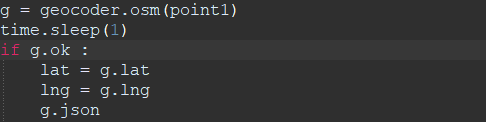 g = geocoder.osm(point1)
time.sleep(1)
if g.ok :
    lat = g.lat
    lng = g.lng
    g.json